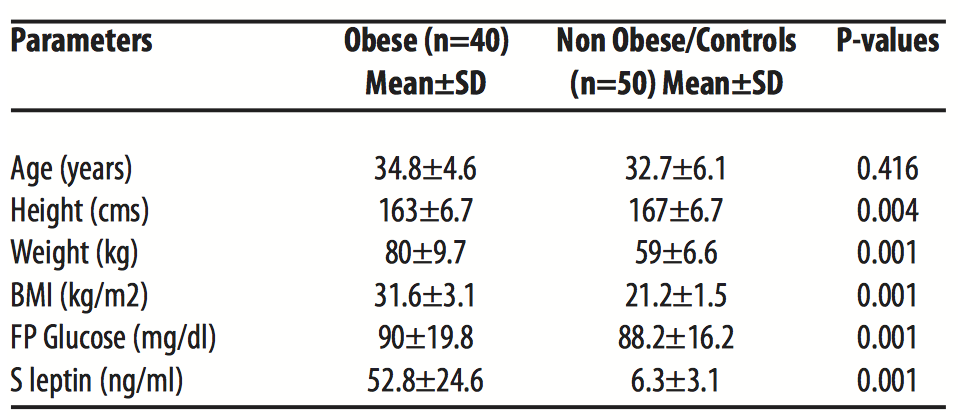 Parameters Obese (n=40) Non Obese/Controls P-values
Mean±SD (n=50) Mean±SD
Age (years) 34.8±4.6 32.7±6.1 0.416
Height (cms) 163±6.7 167±6.7 0.004
Weight (kg) 80±9.7 59±6.6 0.001
BMI (kg/m2) 31.6±3.1 21.2±1.5 0.001
FP Glucose (mg/dl) 90±19.8 88.2±16.2 0.001
S leptin (ng/ml) 52.8±24.6 6.3±3.1 0.001